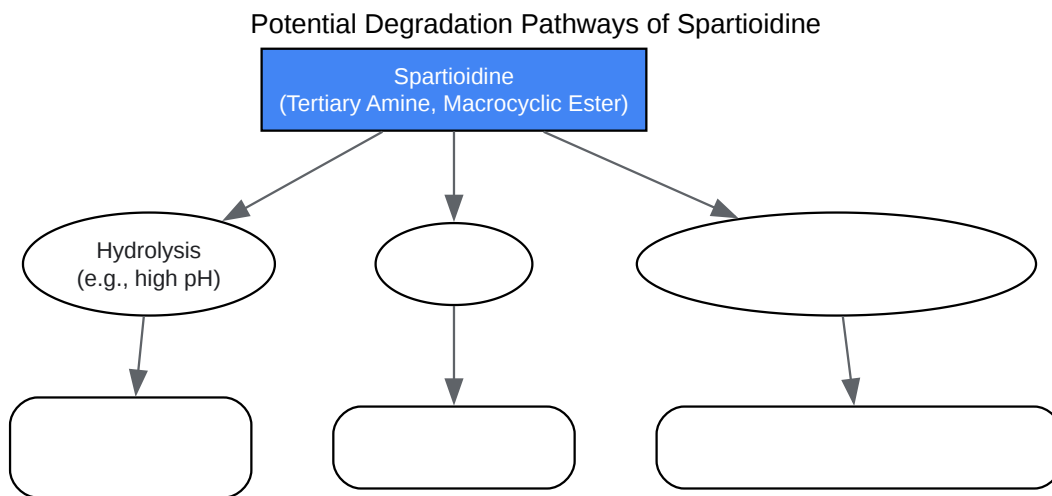 Potential Degradation Pathways of Spartioidine
Spartioidine
(Tertiary Amine, Macrocyclic Ester)
Hydrolysis
(e.g., high pH)